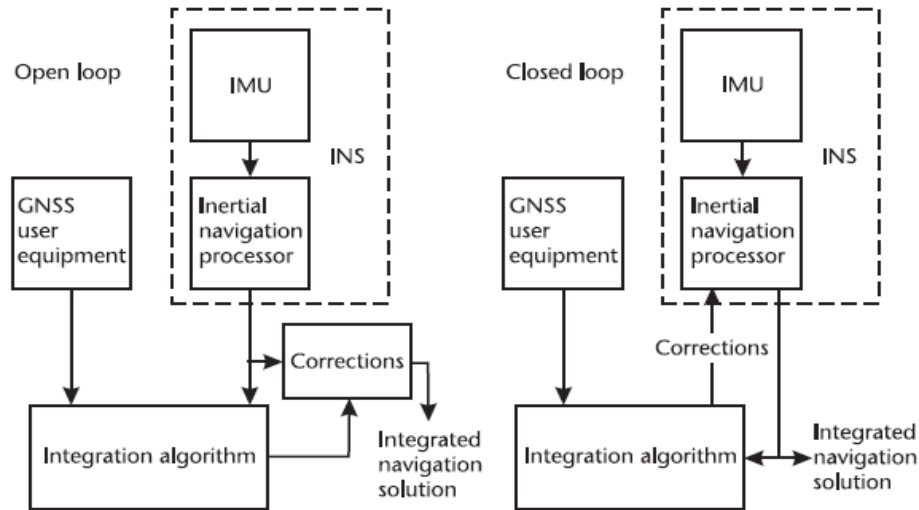 Open loop
IMU
INS
GNSS
user
equipment
Inertial
navigation
processor
Corrections
Integration algorithm
Integrated
navigation
solution
Closed loop
IMU
INS
GNSS
user
equipment
Inertial
navigation
processor
Corrections
Integration algorithm
Integrated
navigation
solution